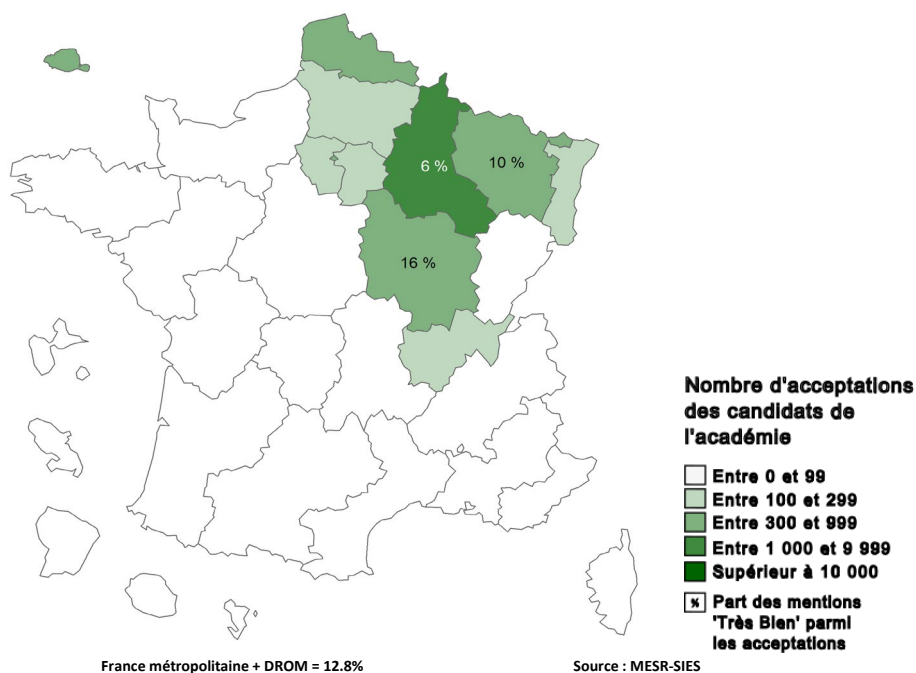 6 %
10 %
16 %
Nombre d'acceptations
des candidats de
l'académie
Entre 0 et 99
Entre 100 et 299
Entre 300 et 999
Entre 1 000 et 9 999
Supérieur à 10 000
% Part des mentions
'Très Bien' parmi
les acceptations
France métropolitaine + DROM = 12.8%
Source : MESR-SIES